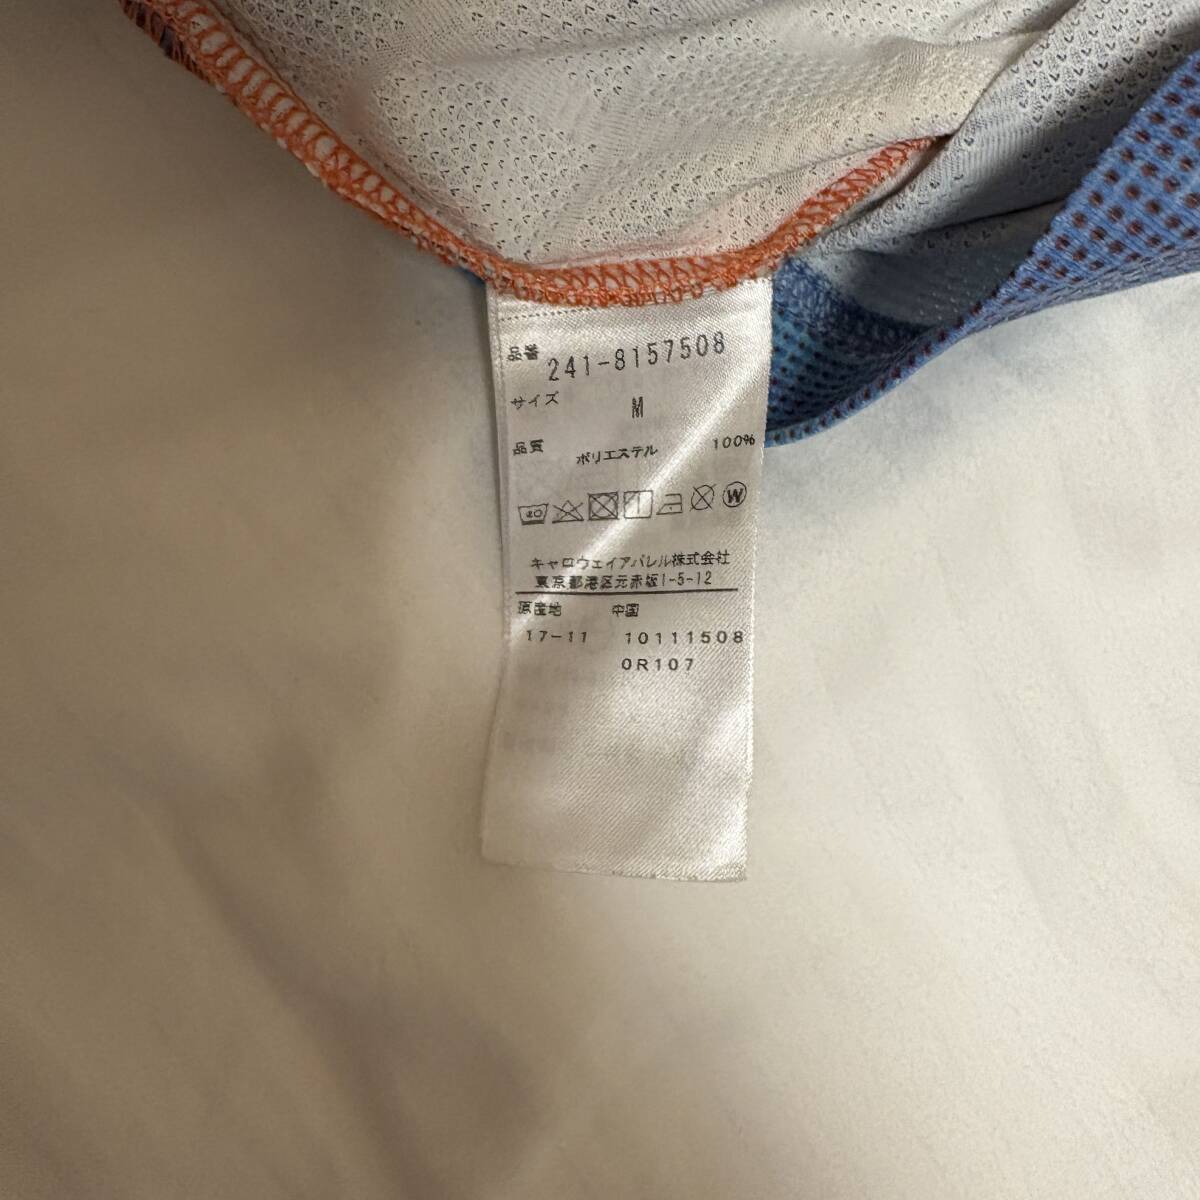 品番 241-8157508
サイズ M
品質 ポリエステル 100%
40 W
キャロウェイアパレル株式会社
東京都港区元赤坂1-5-12
原産地 中国
17-11 10111508
0R107